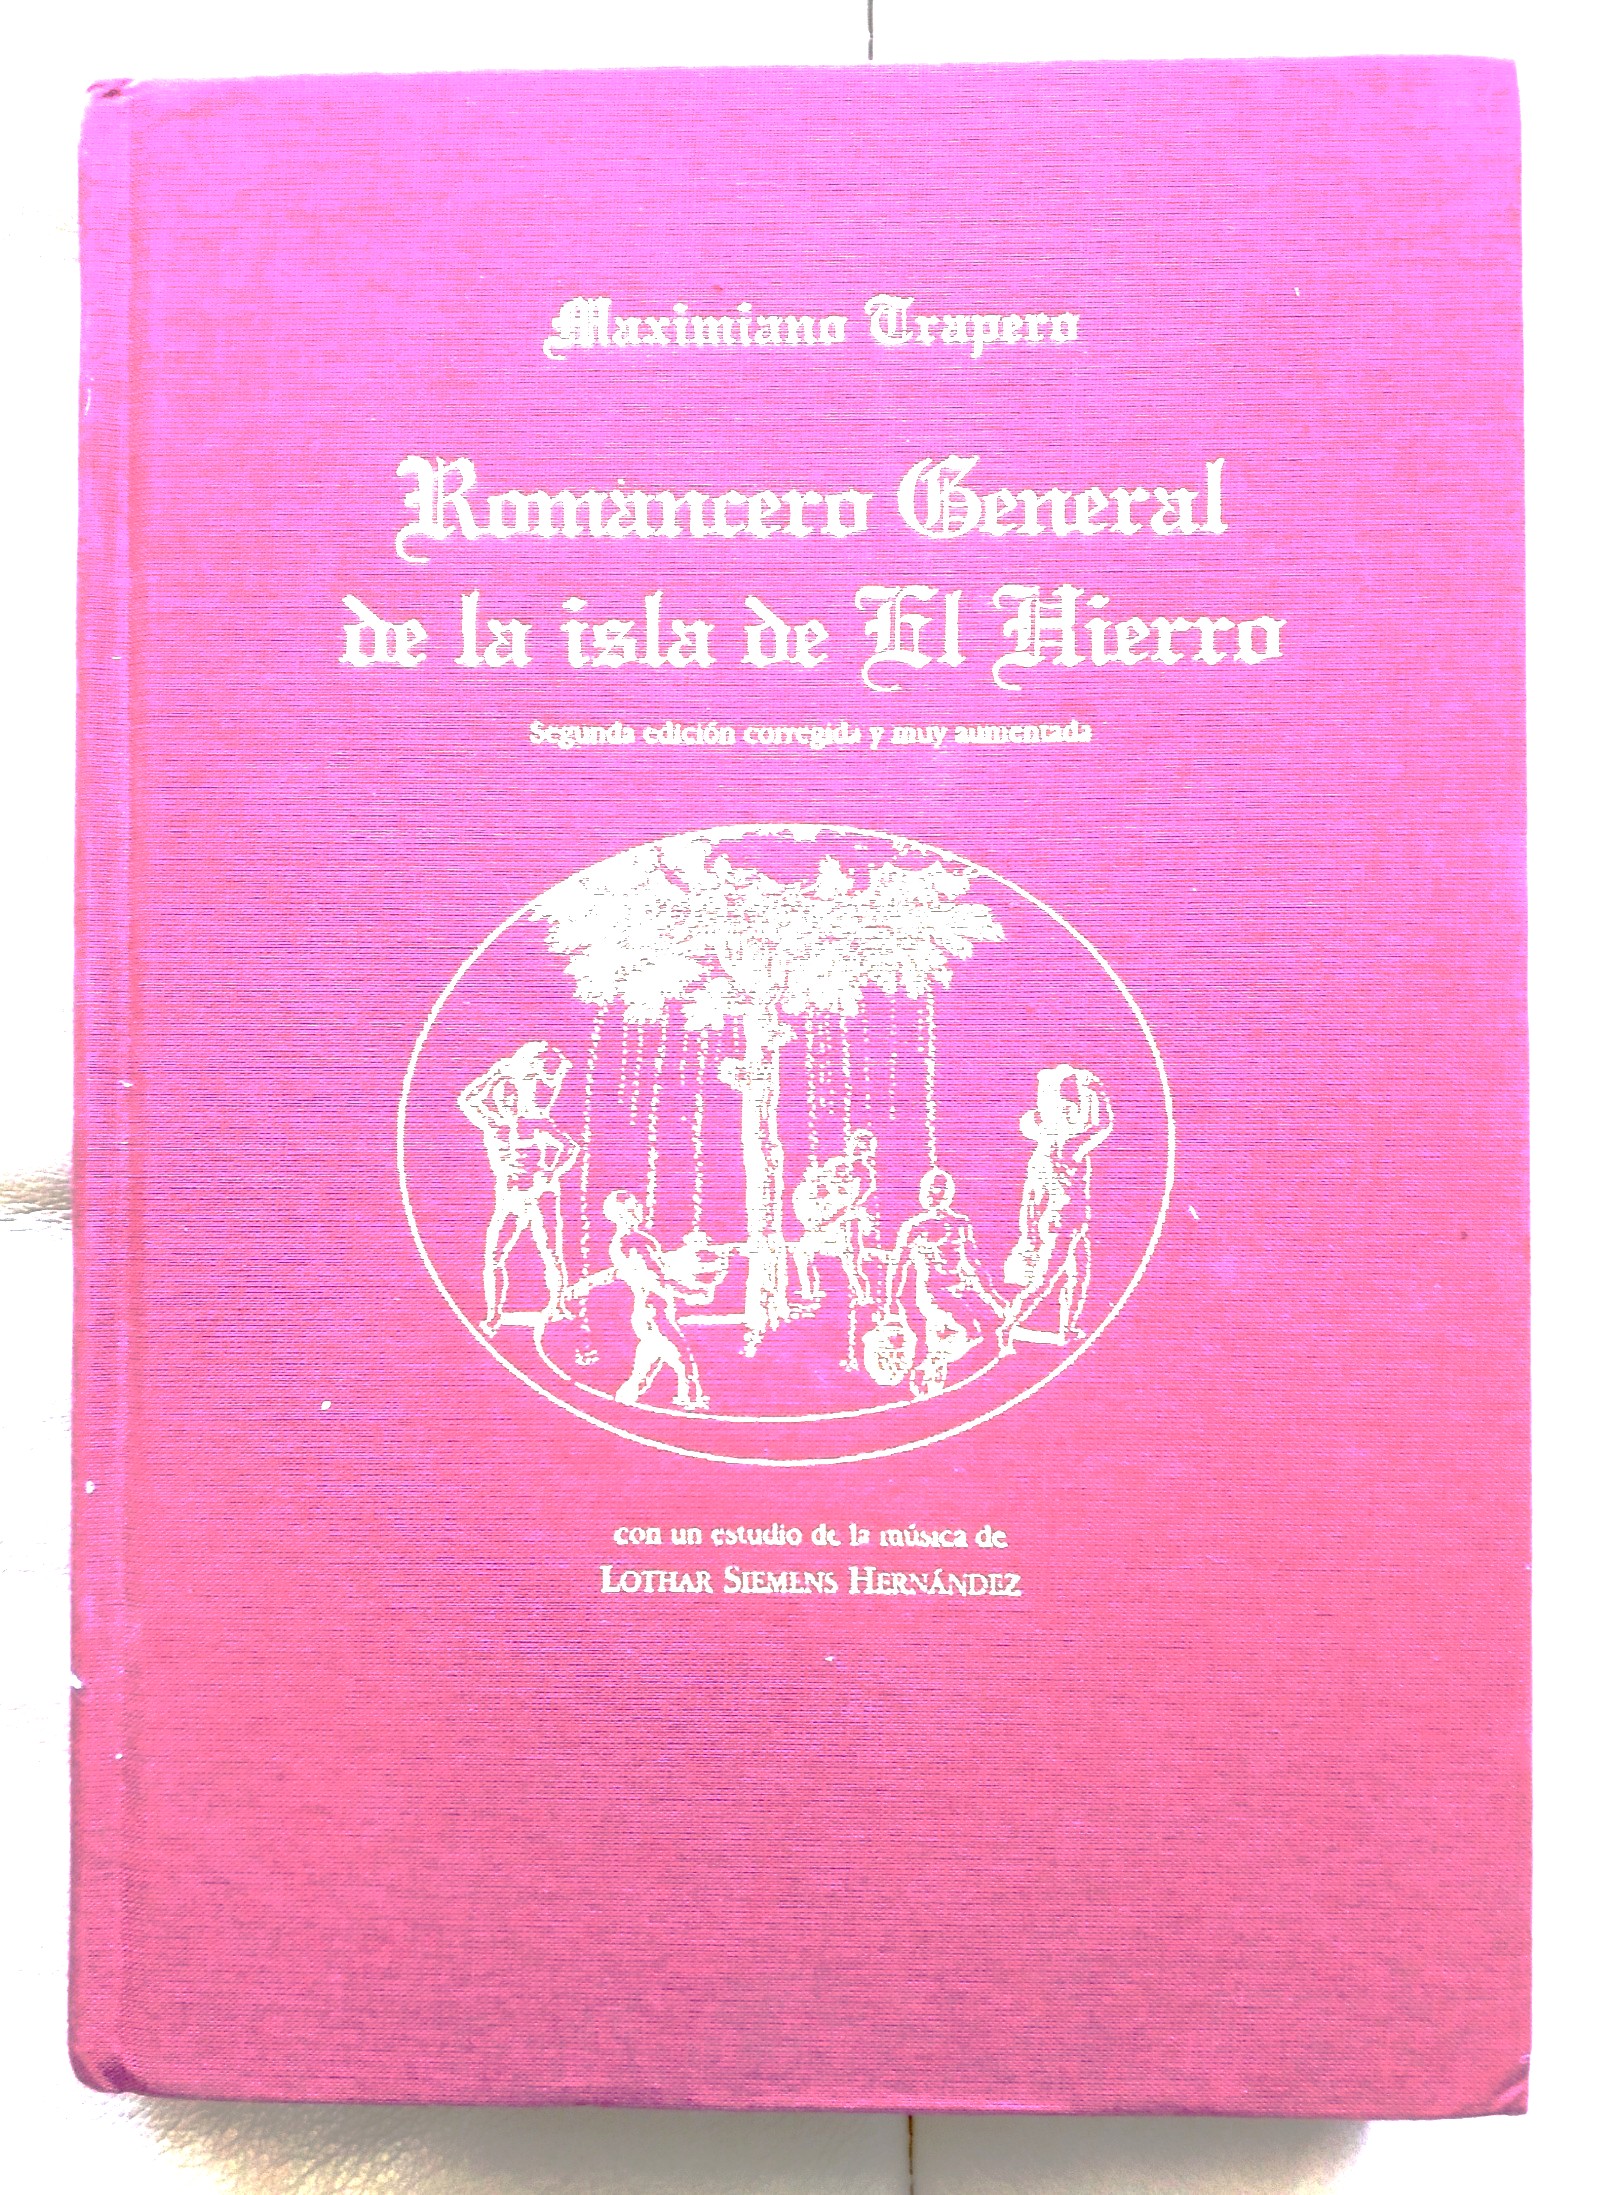 Maximiano Trapero
Romancero General
de la isla de El Hierro
Segunda edición corregida y muy aumentada
con un estudio de la música de
LOTHAR SIEMENS HERNÁNDEZ